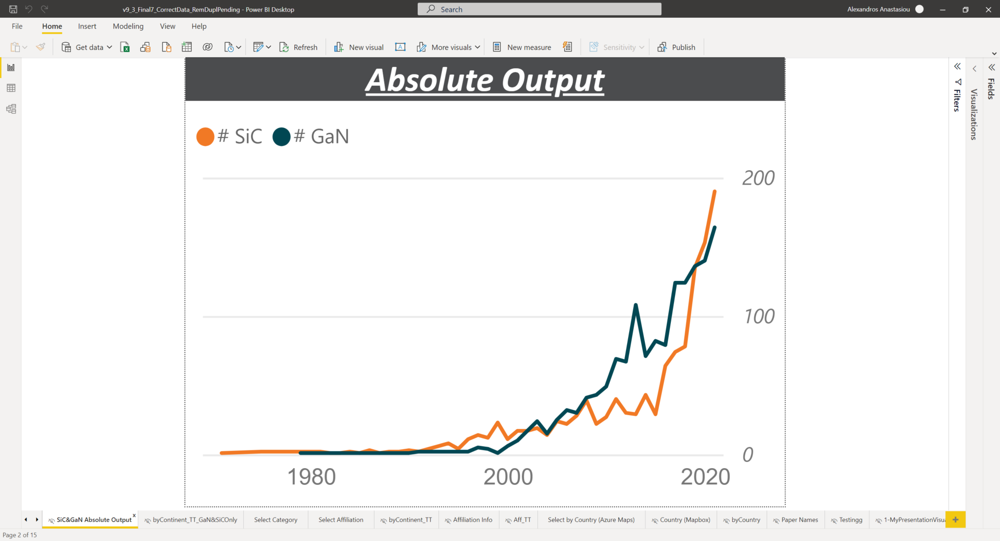 v9_3_Final7_CorrectData_RemDuplPending - Power BI Desktop
Search
Alexandros Anastasiou
File Home Insert Modeling View Help
Get data Refresh New visual A More visuals New measure Sensitivity Publish
Absolute Output
# SiC # GaN
200
100
0
1980 2000 2020
Filters
Visualizations
Fields
SiC&GaN Absolute Output x byContinent_TT_GaN&SiCOnly Select Category Select Affiliation byContinent_TT Affiliation Info Aff_TT Select by Country (Azure Maps) Country (Mapbox) byCountry Paper Names Testingg 1-MyPresentationVisua +
Page 2 of 15